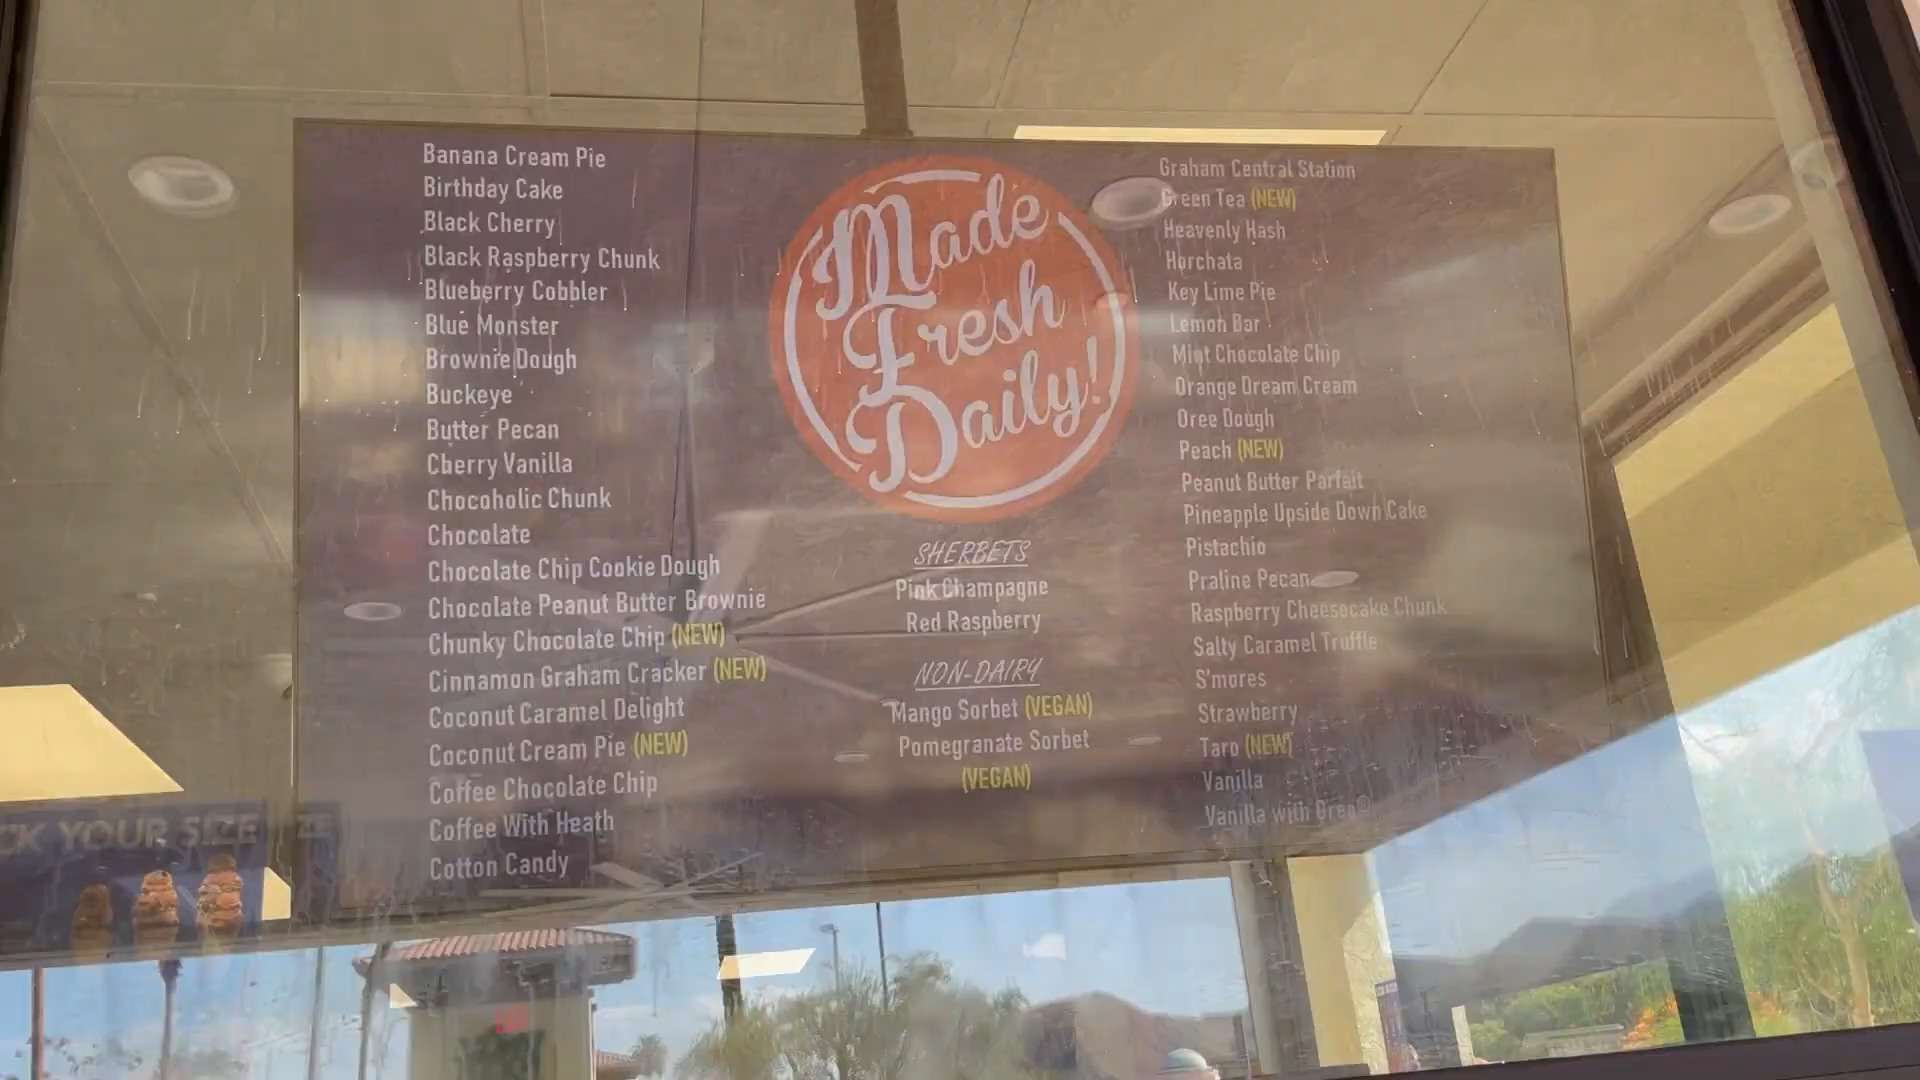 Banana Cream Pie
Birthday Cake
Black Cherry
Black Raspberry Chunk
Blueberry Cobbler
Blue Monster
Brownie Dough
Buckeye
Butter Pecan
Cherry Vanilla
Chocoholic Chunk
Chocolate
Chocolate Chip Cookie Dough
Chocolate Peanut Butter Brownie
Chunky Chocolate Chip (NEW)
Cinnamon Graham Cracker (NEW)
Coconut Caramel Delight
Coconut Cream Pie (NEW)
Coffee Chocolate Chip
Coffee With Heath
Cotton Candy
Made
Fresh
Daily!
SHERBETS
Pink Champagne
Red Raspberry
NON-DAIRY
Mango Sorbet (VEGAN)
Pomegranate Sorbet
(VEGAN)
Graham Central Station
Green Tea (NEW)
Heavenly Hash
Horchata
Key Lime Pie
Lemon Bar
Mint Chocolate Chip
Orange Dream Cream
Oreo Dough
Peach (NEW)
Peanut Butter Parfait
Pineapple Upside Down Cake
Pistachio
Praline Pecan
Raspberry Cheesecake Chunk
Salty Caramel Truffle
S'mores
Strawberry
Taro (NEW)
Vanilla
Vanilla with Oreo®
CK YOUR SIZE
ZE